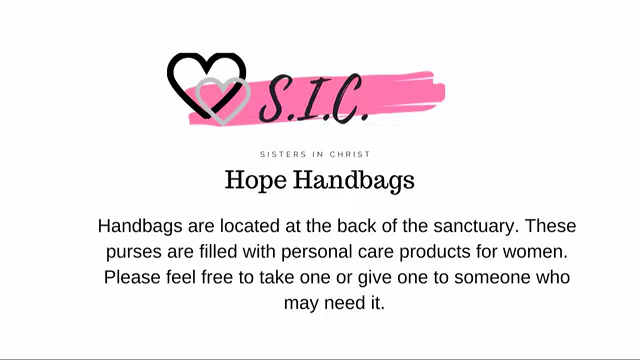 S.I.C.
SISTERS IN CHRIST
Hope Handbags
Handbags are located at the back of the sanctuary. These
purses are filled with personal care products for women.
Please feel free to take one or give one to someone who
may need it.